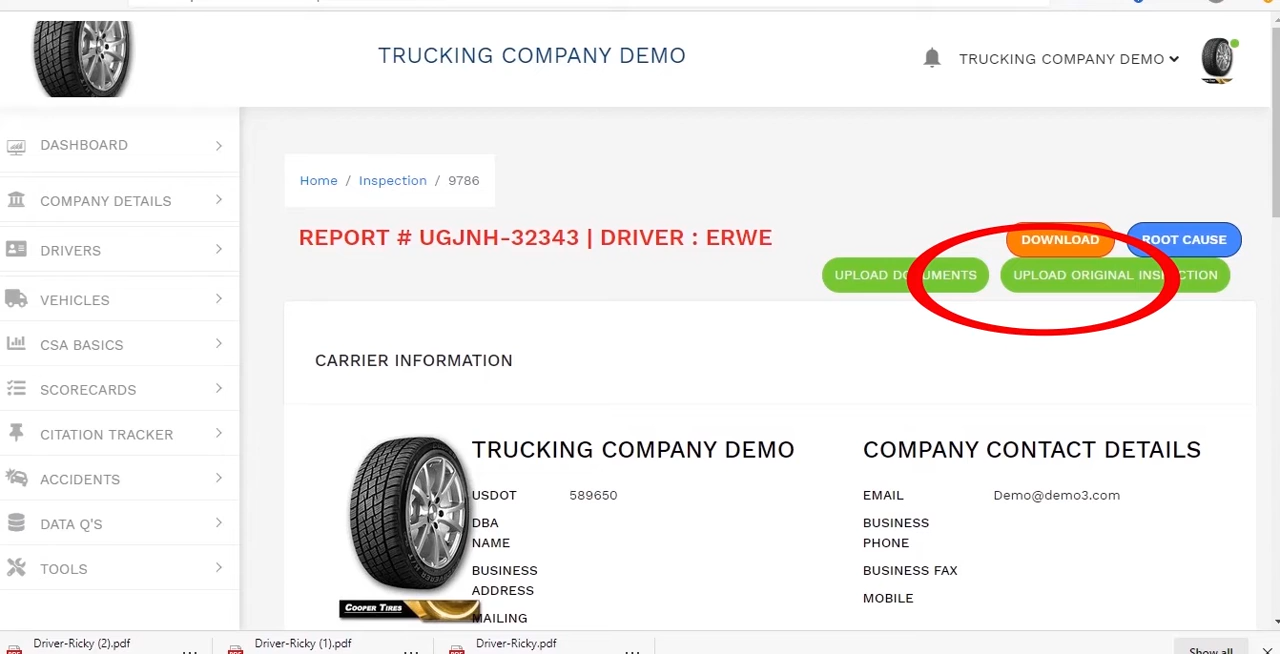 TRUCKING COMPANY DEMO
TRUCKING COMPANY DEMO
DASHBOARD
COMPANY DETAILS
DRIVERS
VEHICLES
CSA BASICS
SCORECARDS
CITATION TRACKER
ACCIDENTS
DATA Q'S
TOOLS
Home / Inspection / 9786
REPORT # UGJNH-32343 | DRIVER : ERWE
DOWNLOAD ROOT CAUSE
UPLOAD DOCUMENTS UPLOAD ORIGINAL INSPECTION
CARRIER INFORMATION
COOPER TIRES
TRUCKING COMPANY DEMO
USDOT 589650
DBA
NAME
BUSINESS
ADDRESS
MAILING
COMPANY CONTACT DETAILS
EMAIL Demo@demo3.com
BUSINESS
PHONE
BUSINESS FAX
MOBILE
Driver-Ricky (2).pdf ... Driver-Ricky (1).pdf ... Driver-Ricky.pdf ... Show all